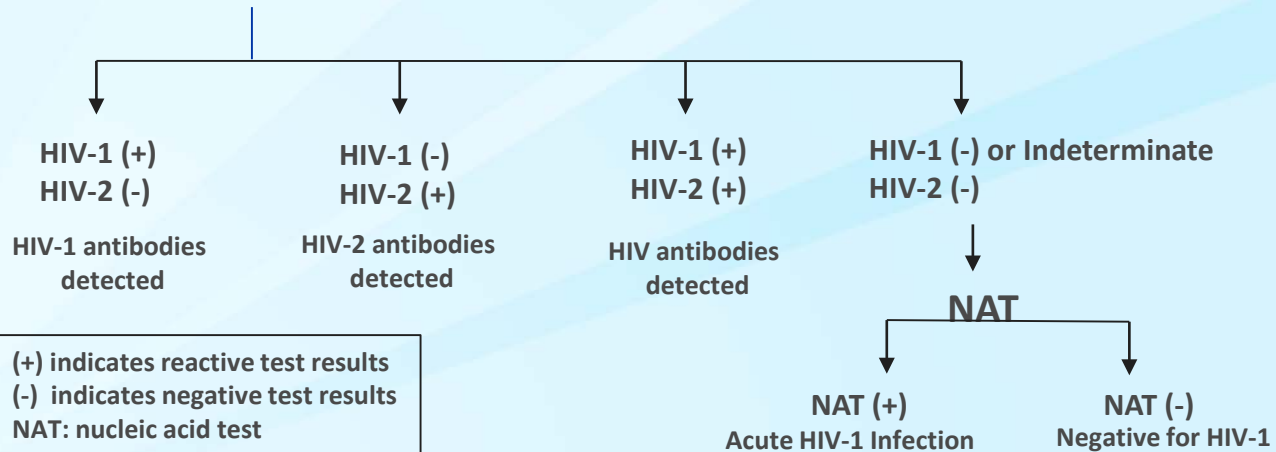 HIV-1 (+)
HIV-2 (-)
HIV-1 antibodies
detected
HIV-1 (-)
HIV-2 (+)
HIV-2 antibodies
detected
HIV-1 (+)
HIV-2 (+)
HIV antibodies
detected
HIV-1 (-) or Indeterminate
HIV-2 (-)
NAT
NAT (+)
Acute HIV-1 Infection
NAT (-)
Negative for HIV-1
(+) indicates reactive test results
(-) indicates negative test results
NAT: nucleic acid test